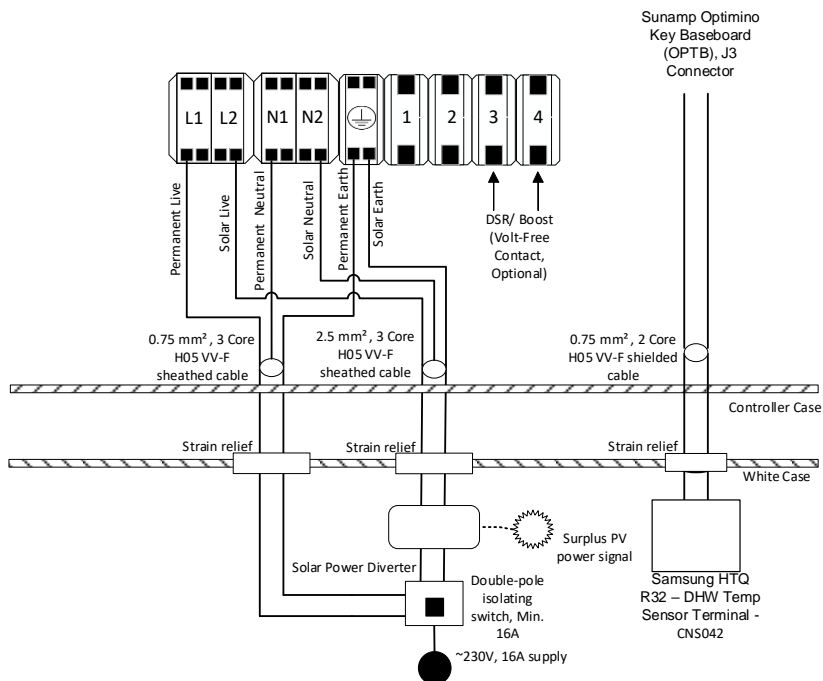 Sunamp Optimino
Key Baseboard
(OPTB), J3
Connector
L1
L2
N1
N2
1
2
3
4
Permanent Live
Solar Live
Permanent Neutral
Solar Neutral
Permanent Earth
Solar Earth
DSR/ Boost
(Volt-Free
Contact,
Optional)
0.75 mm², 3 Core
H05 VV-F
sheathed cable
2.5 mm², 3 Core
H05 VV-F
sheathed cable
0.75 mm², 2 Core
H05 VV-F shielded
cable
Controller Case
Strain relief
Strain relief
Strain relief
White Case
Surplus PV
power signal
Solar Power Diverter
Double-pole
isolating
switch, Min.
16A
~230V, 16A supply
Samsung HTQ
R32 – DHW Temp
Sensor Terminal -
CNS042